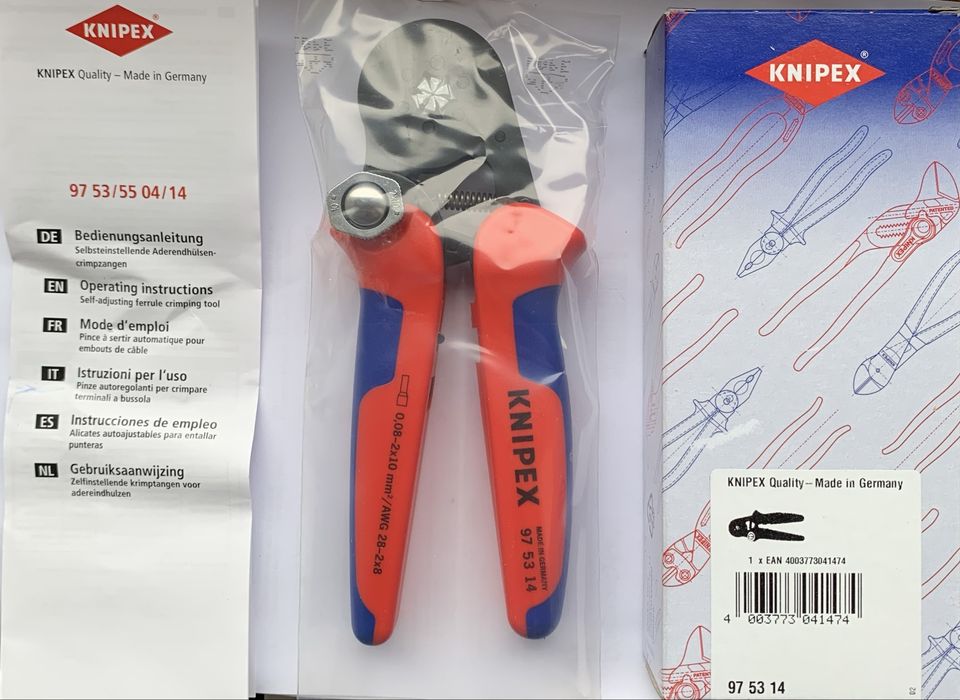 KNIPEX
®
KNIPEX Quality – Made in Germany
97 53/55 04/14
DE Bedienungsanleitung
Selbsteinstellende Aderendhülsen-
crimpzangen
EN Operating instructions
Self-adjusting ferrule crimping tool
FR Mode d'emploi
Pince à sertir automatique pour
embouts de câble
IT Istruzioni per l'uso
Pinze autoregolanti per crimpare
terminali a bussola
ES Instrucciones de empleo
Alicates autoajustables para entallar
punteras
NL Gebruiksaanwijzing
Zelfinstellende krimptangen voor
adereindhulzen
0,08-2x10 mm²/AWG 28-2x8
KNIPEX
MADE IN GERMANY
97 53 14
KNIPEX
®
PATENTED
KNIPEX
KNIPEX Quality – Made in Germany
1 x EAN 4003773041474
4 003773 041474
97 53 14
02